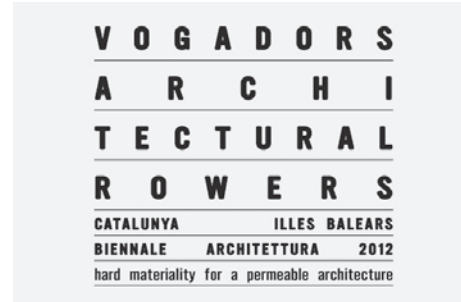 VOGADORS
ARCHI
TECTURAL
ROWERS
CATALUNYA ILLES BALEARS
BIENNALE ARCHITETTURA 2012
hard materiality for a permeable architecture